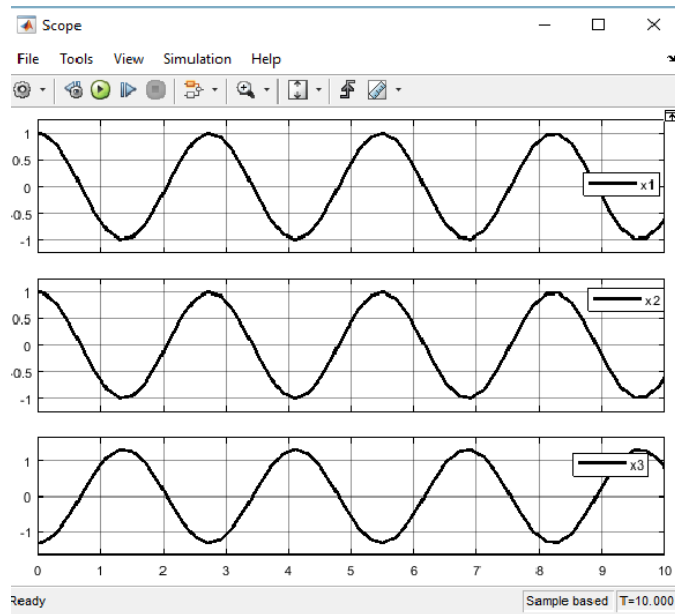 Scope
File Tools View Simulation Help
1
0.5
0
-0.5
-1
x1
1
0.5
0
-0.5
-1
x2
1
0
-1
x3
0 1 2 3 4 5 6 7 8 9 10
Ready Sample based T=10.000